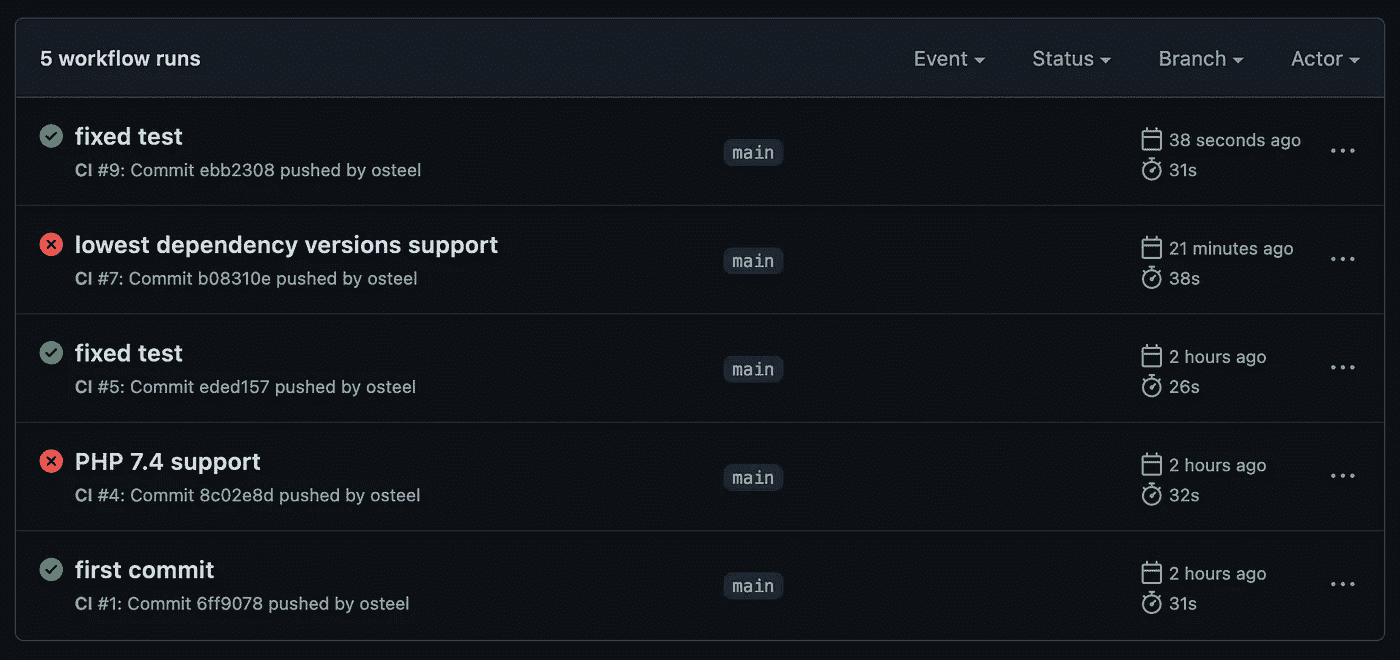 5 workflow runs
Event Status Branch Actor
fixed test
CI #9: Commit ebb2308 pushed by osteel
main
38 seconds ago
31s
lowest dependency versions support
CI #7: Commit b08310e pushed by osteel
main
21 minutes ago
38s
fixed test
CI #5: Commit eded157 pushed by osteel
main
2 hours ago
26s
PHP 7.4 support
CI #4: Commit 8c02e8d pushed by osteel
main
2 hours ago
32s
first commit
CI #1: Commit 6ff9078 pushed by osteel
main
2 hours ago
31s